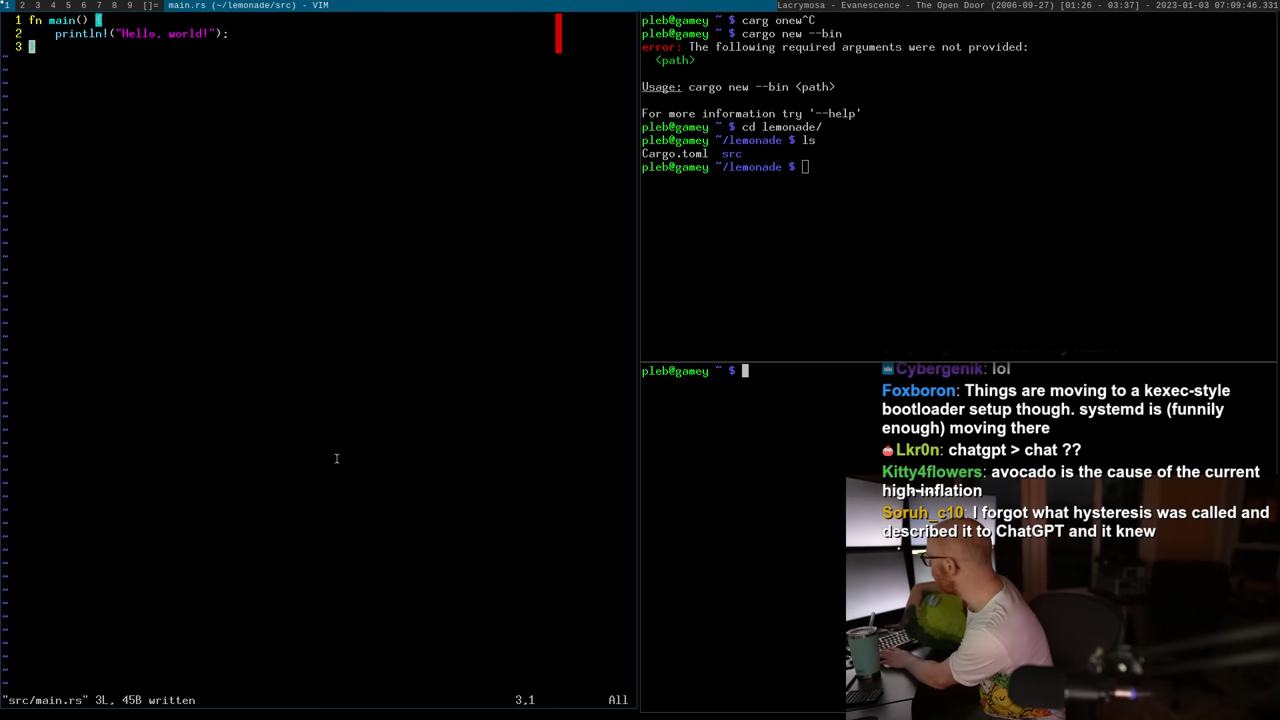 1 2 3 4 5 6 7 8 9 []= main.rs (~/lemonade/src) - VIM
Lacrymosa - Evanescence - The Open Door (2006-09-27) [01:26 - 03:37] - 2023-01-03 07:09:46.331
1 fn main() {
2     println!("Hello, world!");
3 }
"src/main.rs" 3L, 45B written 3,1 All
pleb@gamey ~ $ carg onew^C
pleb@gamey ~ $ cargo new --bin
error: The following required arguments were not provided:
<path>
Usage: cargo new --bin <path>
For more information try '--help'
pleb@gamey ~ $ cd lemonade/
pleb@gamey ~/lemonade $ ls
Cargo.toml src
pleb@gamey ~/lemonade $
pleb@gamey ~ $
Cybergenik: lol
Foxboron: Things are moving to a kexec-style
bootloader setup though. systemd is (funnily
enough) moving there
Lkr0n: chatgpt > chat ??
Kitty4flowers: avocado is the cause of the current
high inflation
Soruh_c10: I forgot what hysteresis was called and
described it to ChatGPT and it knew